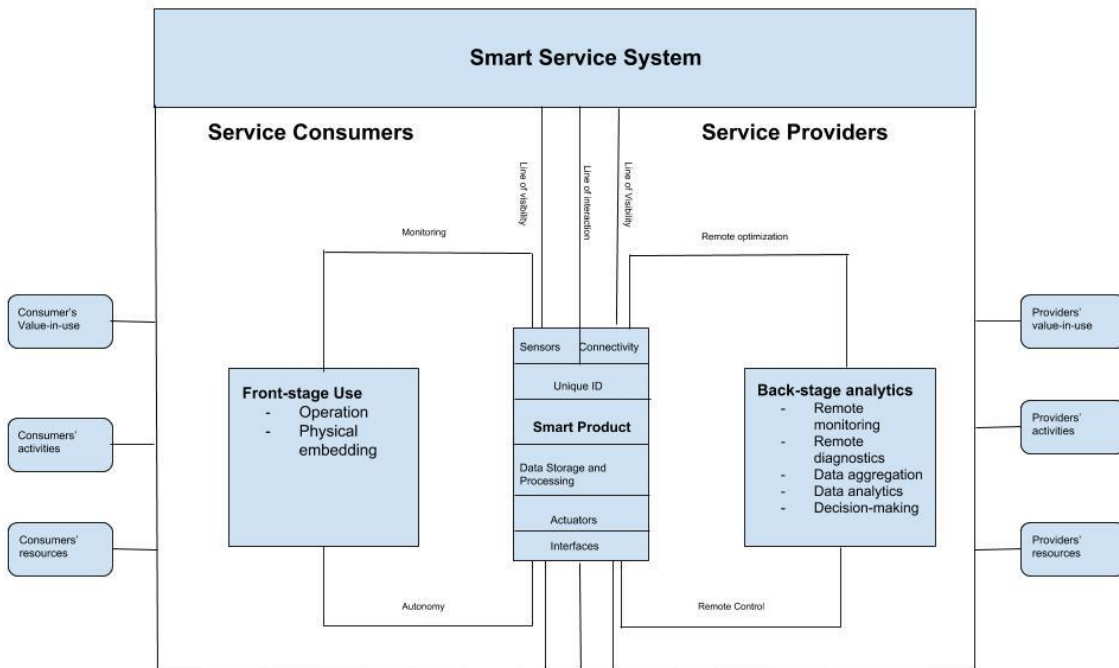 Smart Service System
Service Consumers
Service Providers
Line of visibility
Line of interaction
Line of Visibility
Monitoring
Remote optimization
Consumer's
Value-in-use
Consumers'
activities
Consumers'
resources
Front-stage Use
- Operation
- Physical
embedding
Sensors
Connectivity
Unique ID
Smart Product
Data Storage and
Processing
Actuators
Interfaces
Back-stage analytics
- Remote
monitoring
- Remote
diagnostics
- Data aggregation
- Data analytics
- Decision-making
Providers'
value-in-use
Providers'
activities
Providers'
resources
Autonomy
Remote Control